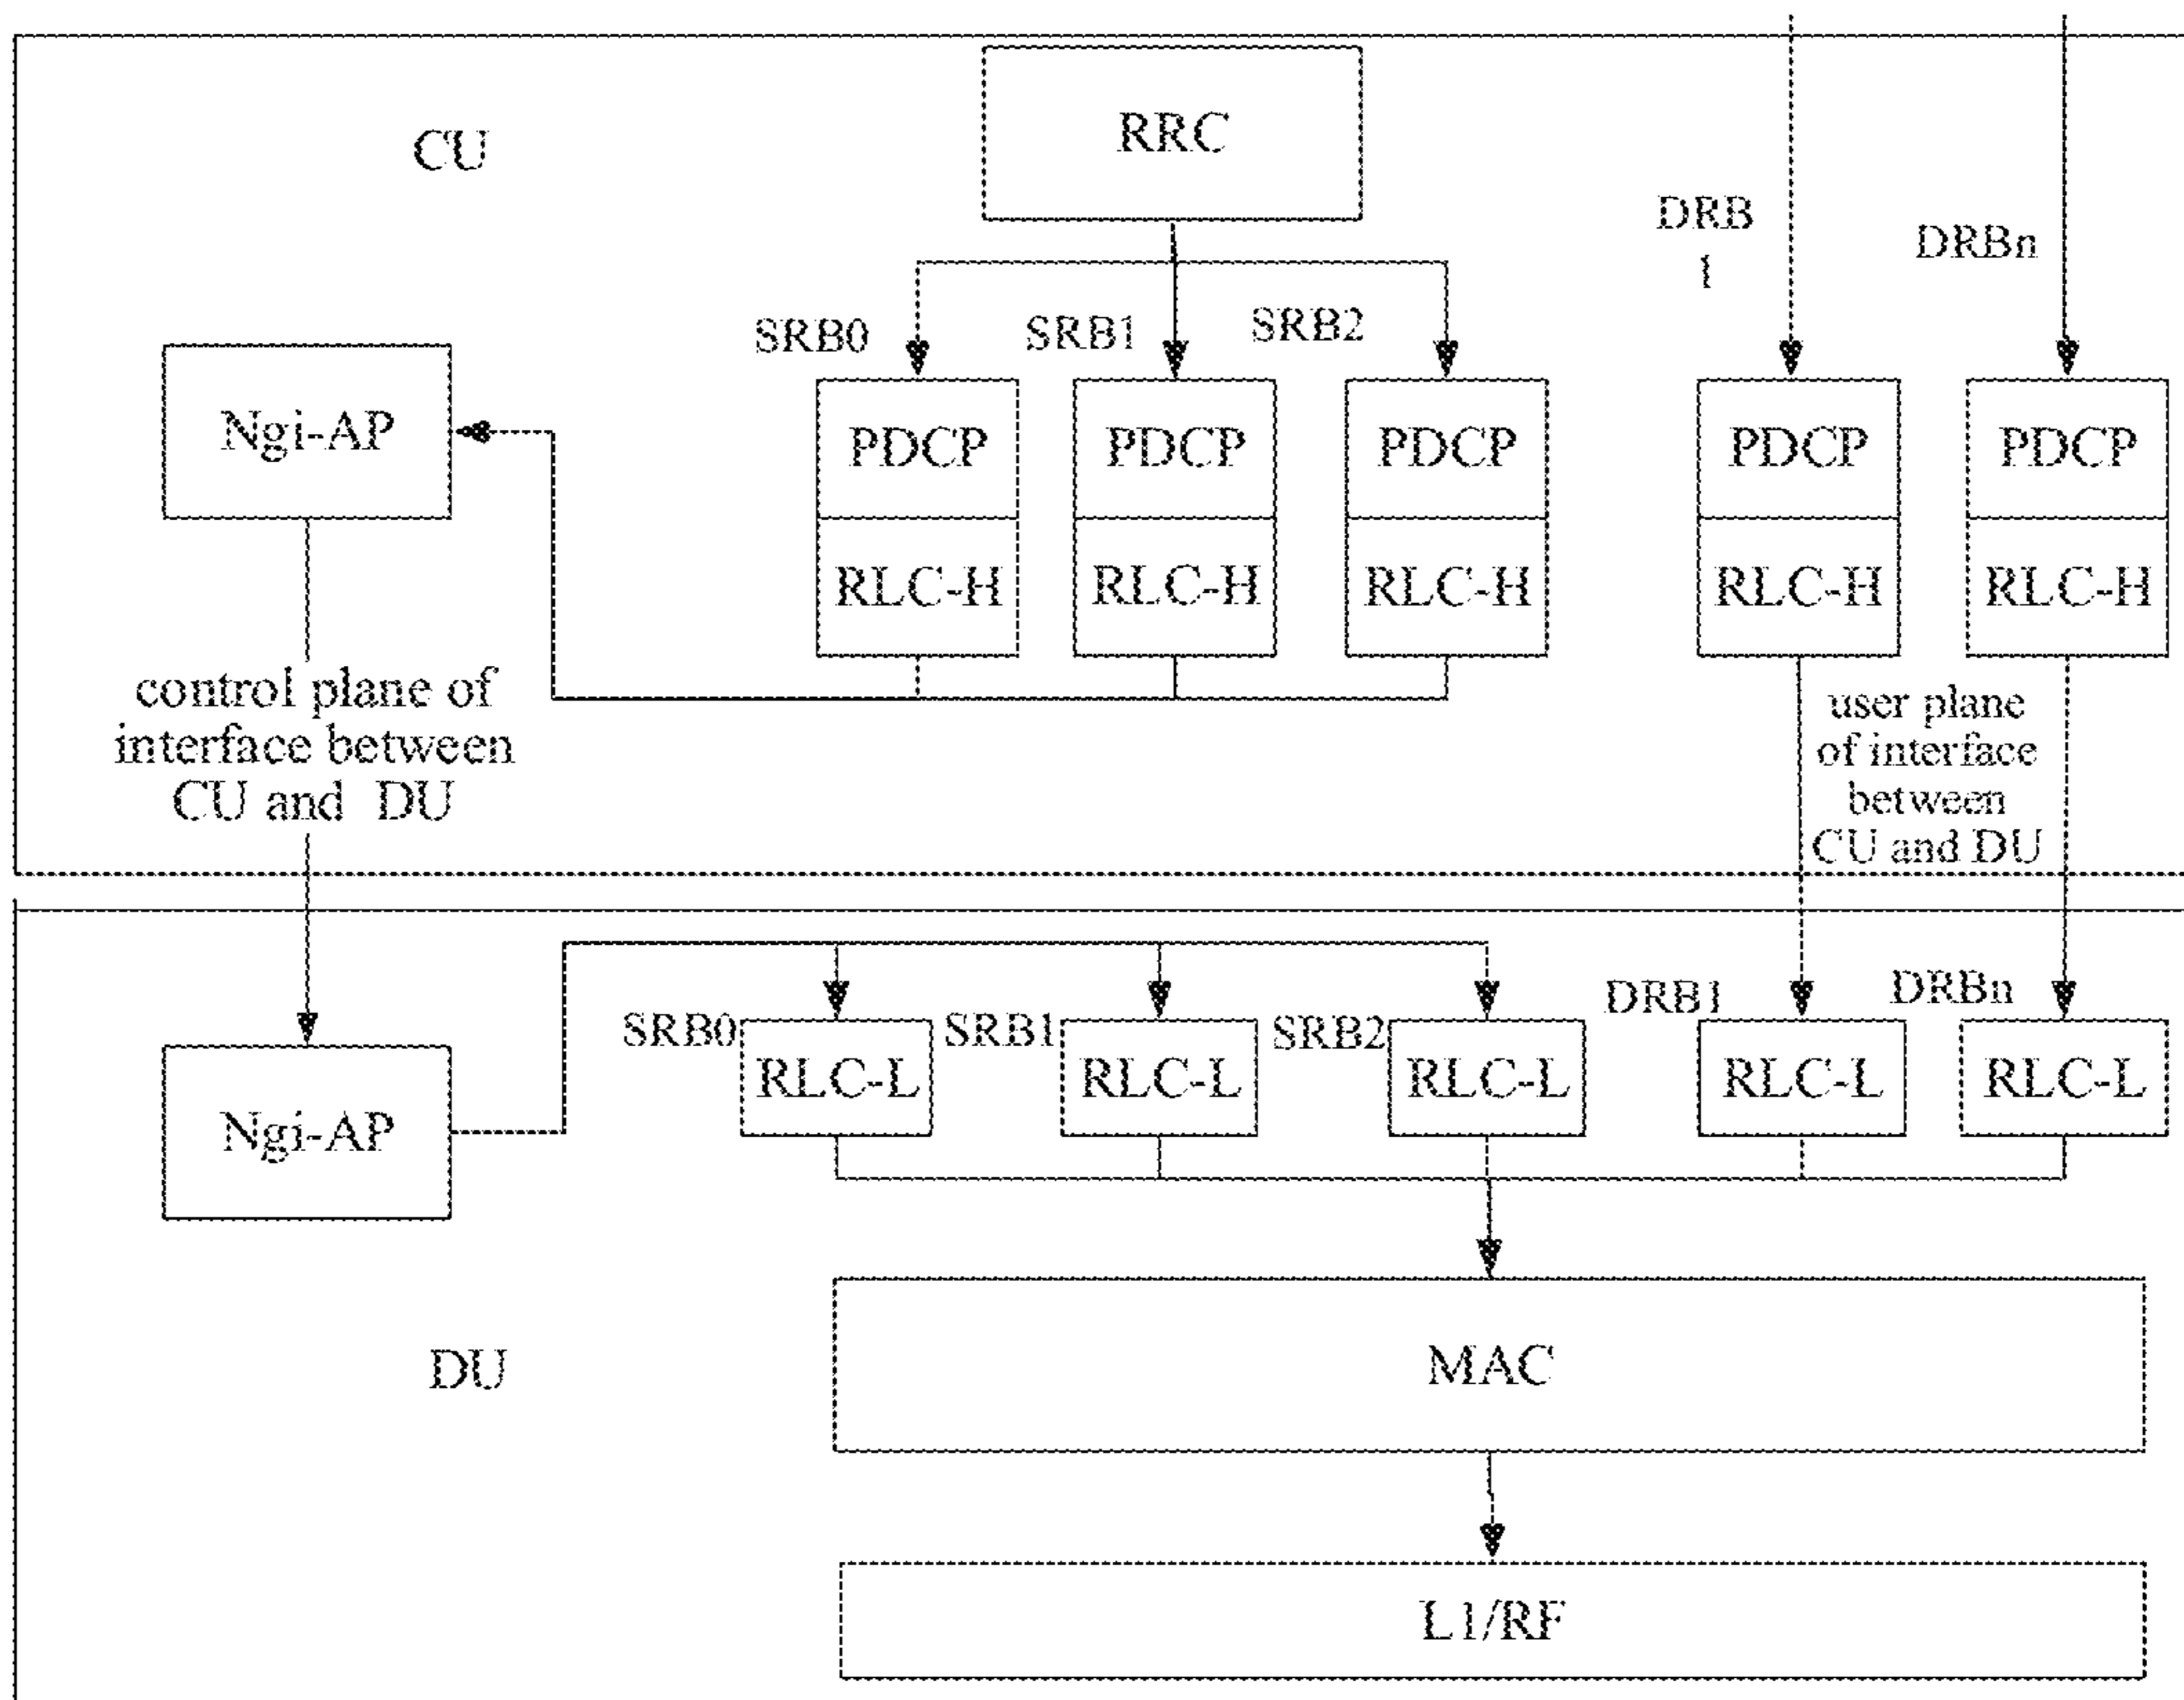 CU
RRC
DRB
1
DRBn
SRB0
SRB1
SRB2
Ngi-AP
PDCP
PDCP
PDCP
PDCP
PDCP
RLC-H
RLC-H
RLC-H
RLC-H
RLC-H
control plane of
interface between
CU and DU
user plane
of interface
between
CU and DU
SRB0
SRB1
SRB2
DRB1
DRBn
Ngi-AP
RLC-L
RLC-L
RLC-L
RLC-L
RLC-L
DU
MAC
L1/RF